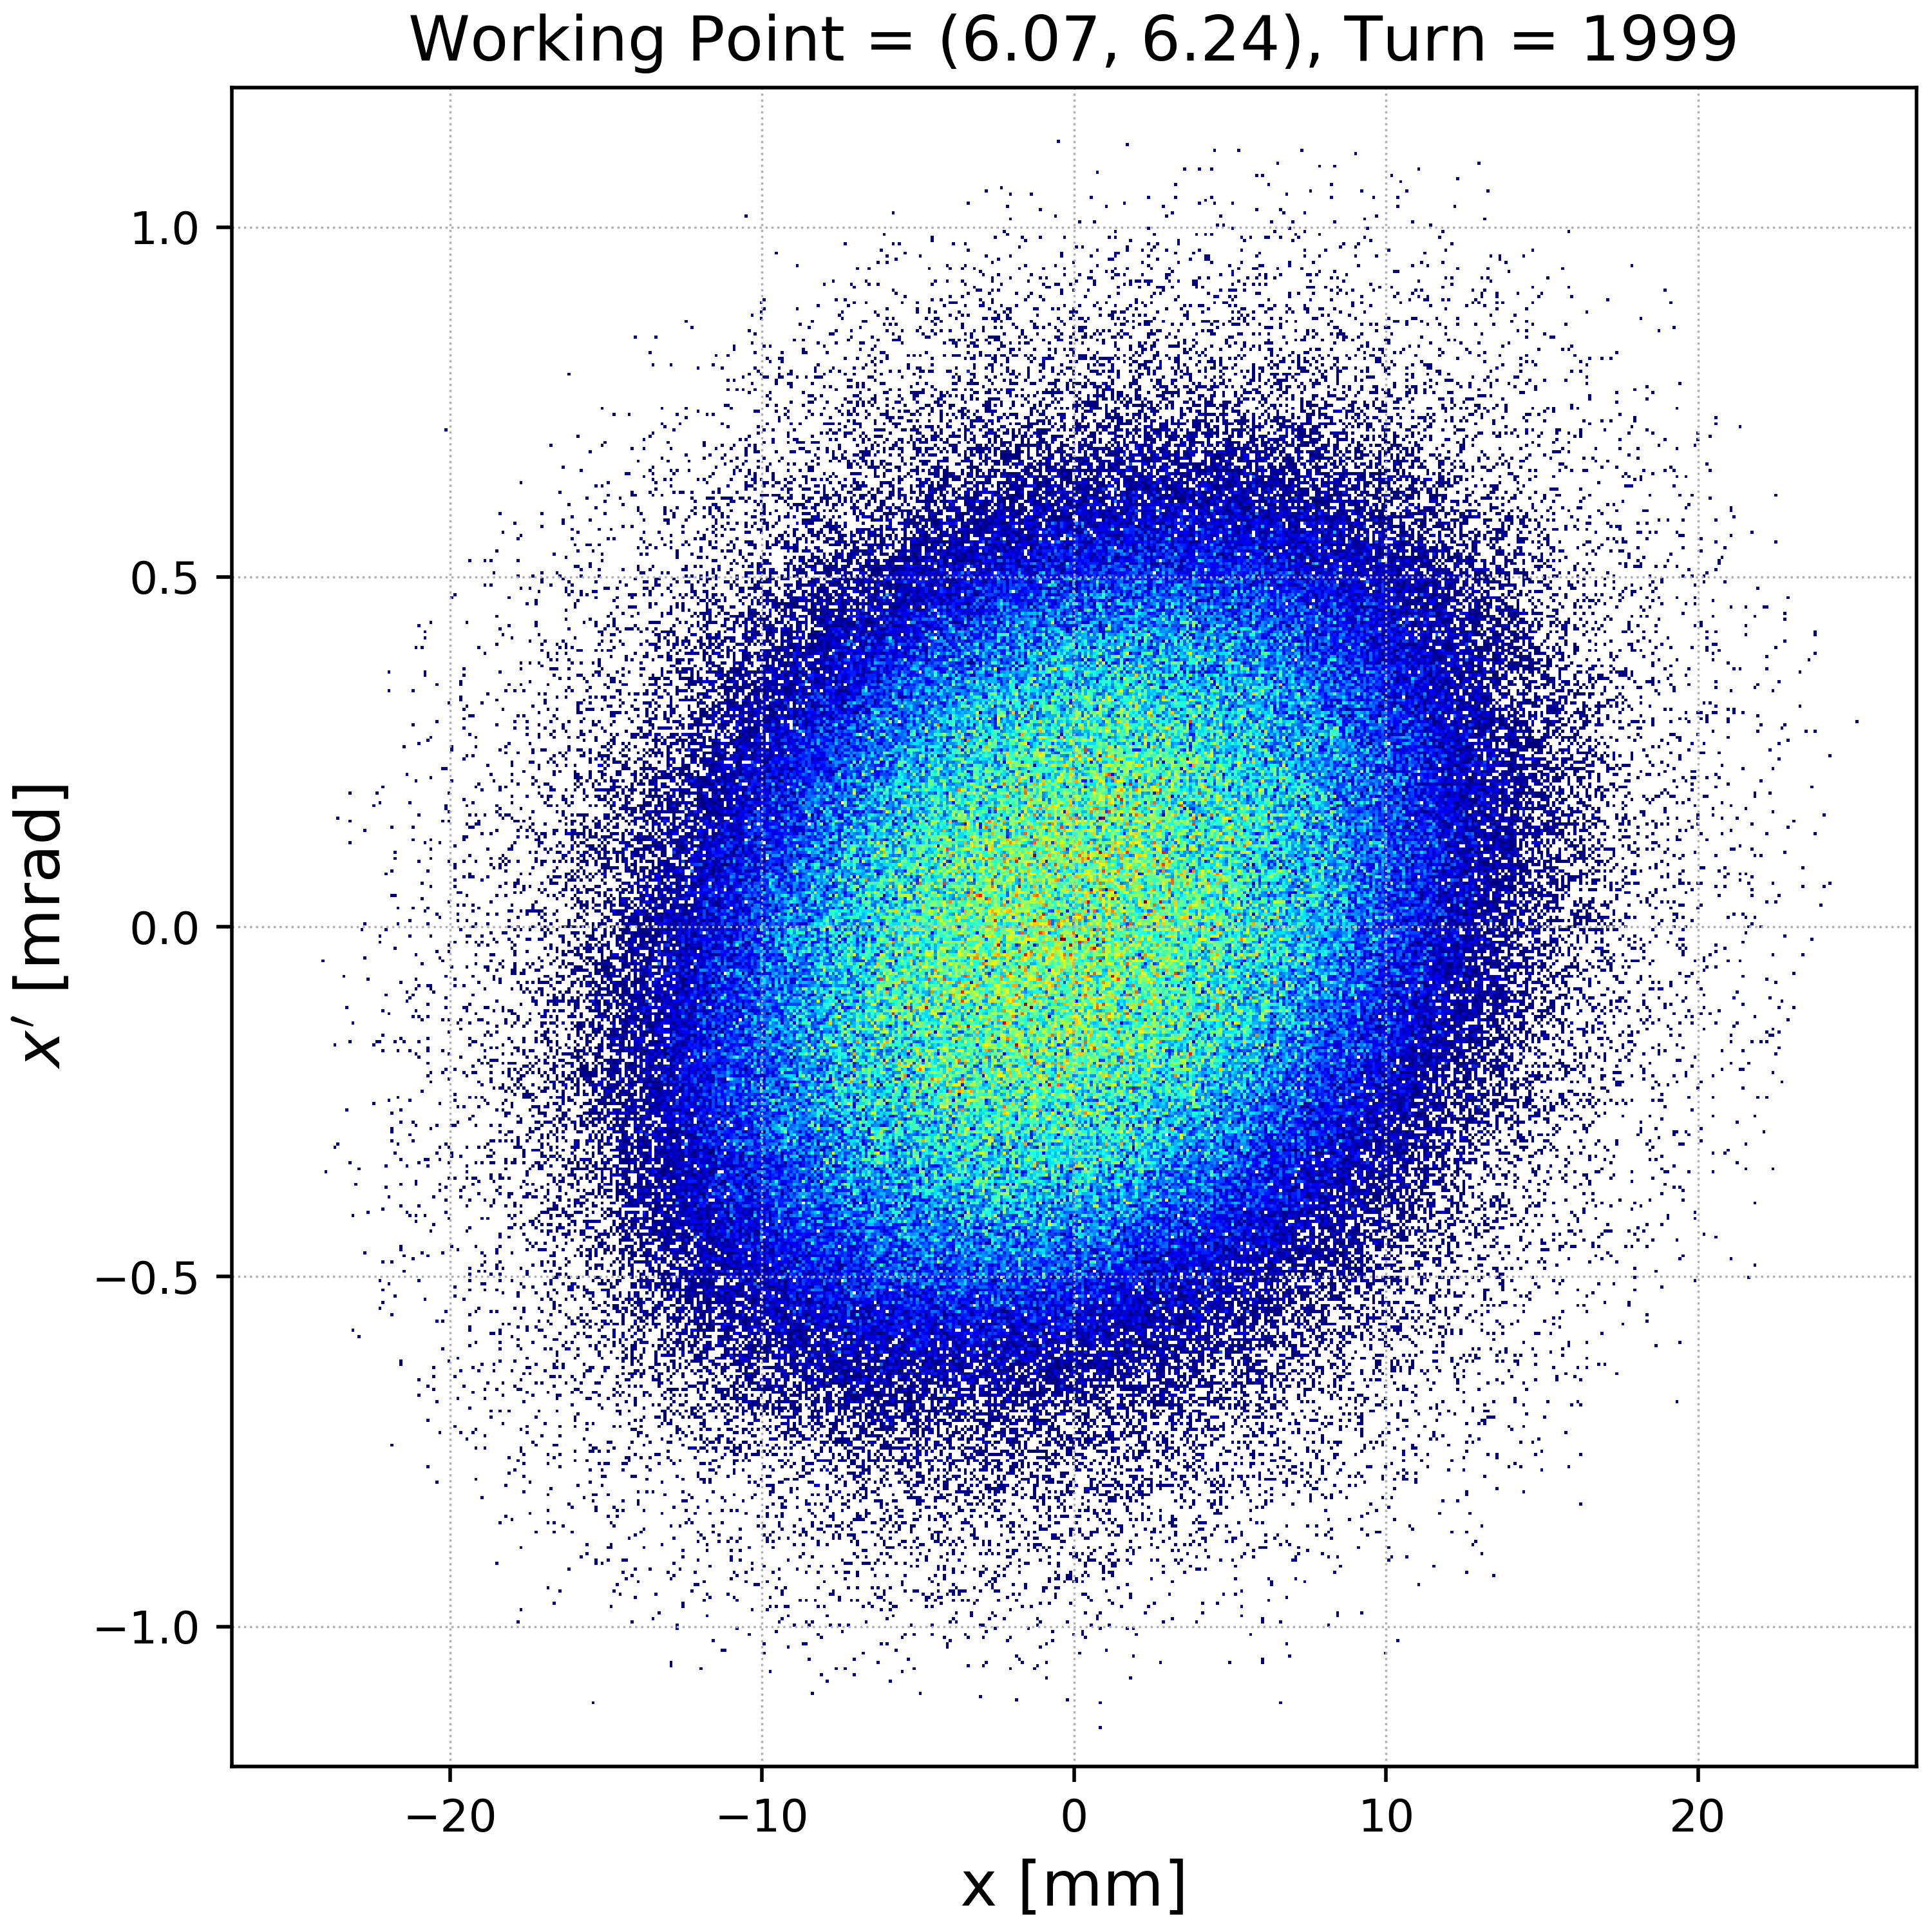 Working Point = (6.07, 6.24), Turn = 1999
1.0
0.5
0.0
−0.5
−1.0
x′ [mrad]
−20 −10 0 10 20
x [mm]